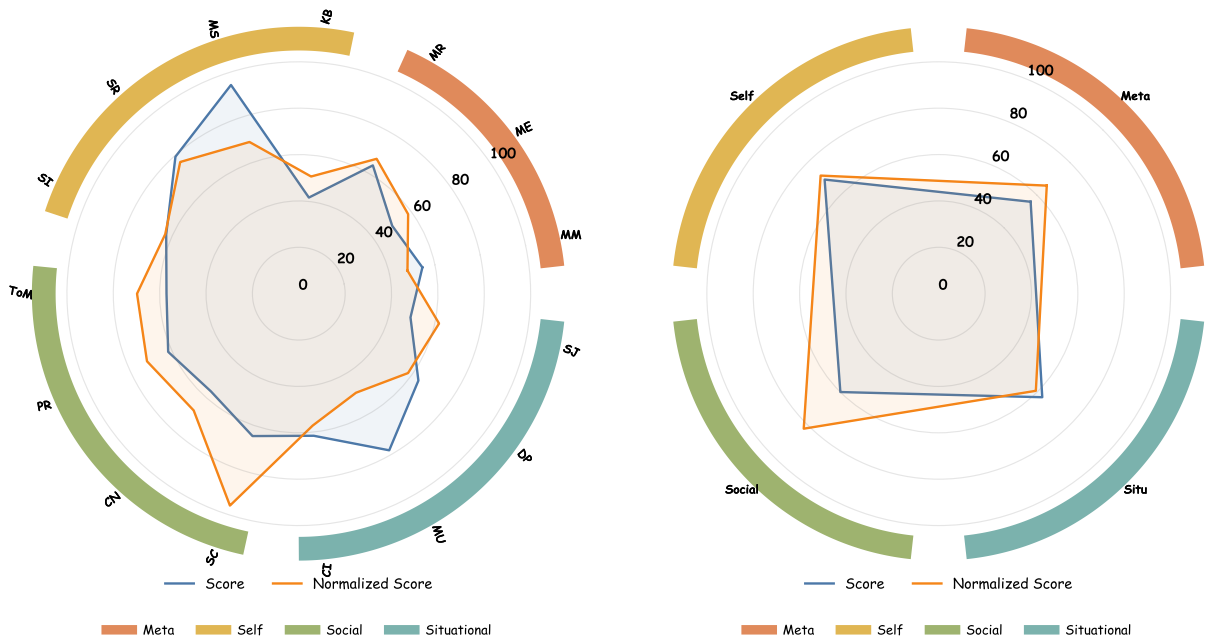 KB
MS
MR
SR
ME
SI
MM
ToM
SJ
PR
DP
CN
MU
SC
CI
100
80
60
40
20
0
Score
Normalized Score
Meta
Self
Social
Situational
Self
Meta
Social
Situ
100
80
60
40
20
0
Score
Normalized Score
Meta
Self
Social
Situational